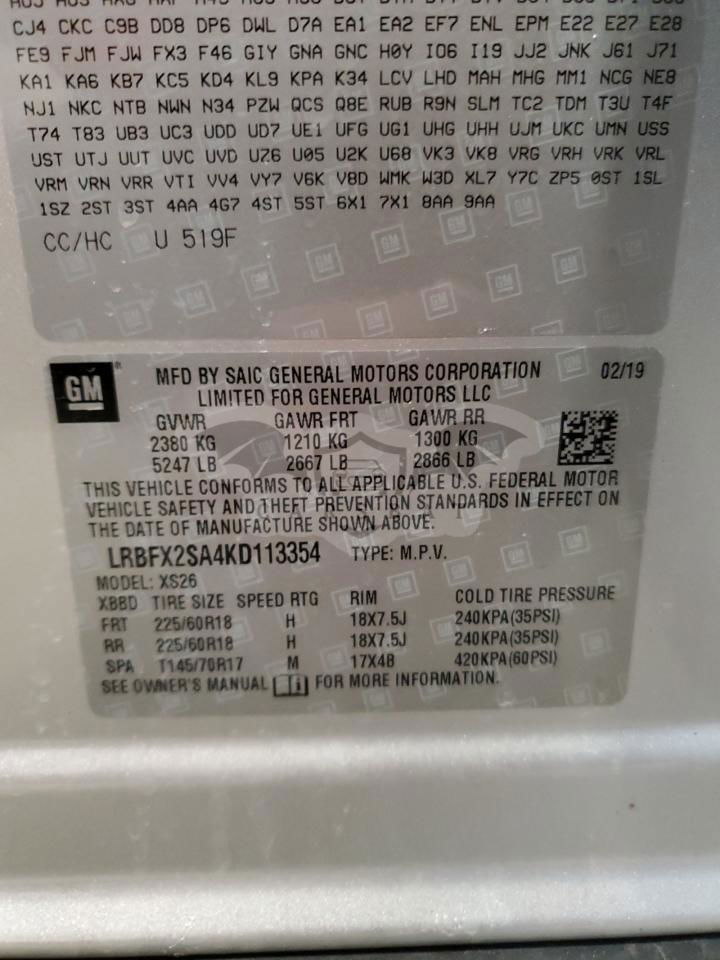 CJ4 CKC C9B DD8 DP6 DWL D7A EA1 EA2 EF7 ENL EPM E22 E27 E28
FE9 FJM FJW FX3 F46 GIY GNA GNC H0Y IO6 I19 JJ2 JNK J61 J71
KA1 KA6 KB7 KC5 KD4 KL9 KPA K34 LCV LHD MAH MHG MM1 NCG NE8
NJ1 NKC NTB NWN N34 PZW QCS Q8E RUB R9N SLM TC2 TDM T3U T4F
T74 T83 UB3 UC3 UDD UD7 UE1 UFG UG1 UHG UHH UJM UKC UMN USS
UST UTJ UUT UVC UVD UZ6 U05 U2K U68 VK3 VK8 VRG VRH VRK VRL
VRM VRN VRR VTI VV4 VY7 V6K V8D WMK W3D XL7 Y7C ZP5 0ST 1SL
1SZ 2ST 3ST 4AA 4G7 4ST 5ST 6X1 7X1 8AA 9AA
CC/HC U 519F
GM MFD BY SAIC GENERAL MOTORS CORPORATION 02/19
LIMITED FOR GENERAL MOTORS LLC
GVWR GAWR FRT GAWR RR
2380 KG 1210 KG 1300 KG
5247 LB 2667 LB 2866 LB
THIS VEHICLE CONFORMS TO ALL APPLICABLE U.S. FEDERAL MOTOR
VEHICLE SAFETY AND THEFT PREVENTION STANDARDS IN EFFECT ON
THE DATE OF MANUFACTURE SHOWN ABOVE.
LRBFX2SA4KD113354 TYPE: M.P.V.
MODEL: XS26
XBBD TIRE SIZE SPEED RTG RIM COLD TIRE PRESSURE
FRT 225/60R18 H 18X7.5J 240KPA(35PSI)
RR 225/60R18 H 18X7.5J 240KPA(35PSI)
SPA T145/70R17 M 17X4B 420KPA(60PSI)
SEE OWNER'S MANUAL FOR MORE INFORMATION.